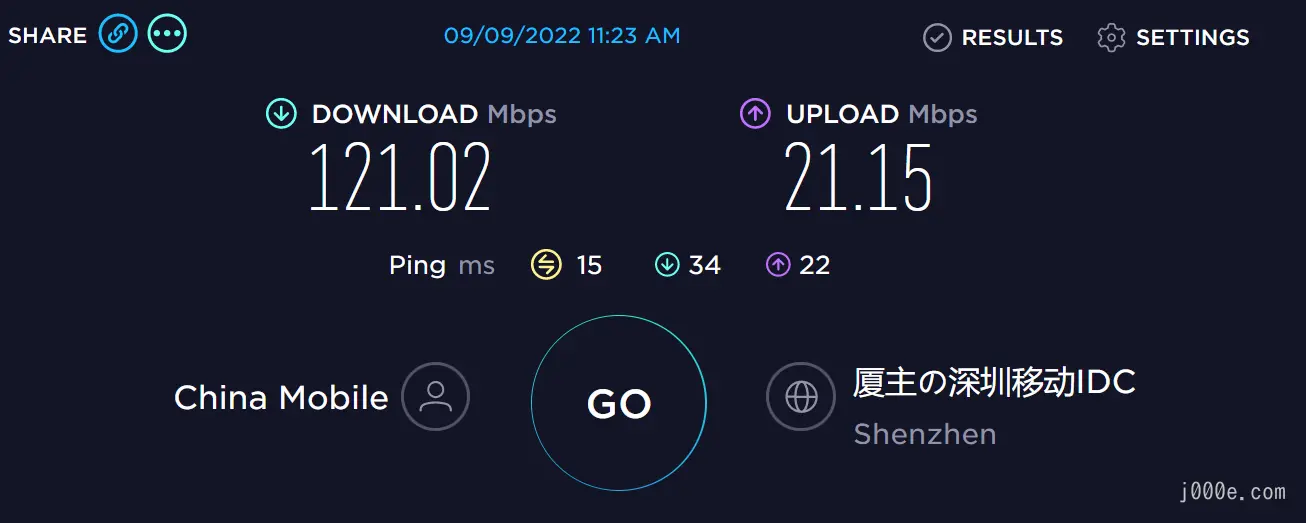 SHARE 09/09/2022 11:23 AM RESULTS SETTINGS
DOWNLOAD Mbps UPLOAD Mbps
121.02 21.15
Ping ms 15 34 22
China Mobile GO 厦主の深圳移动IDC
Shenzhen
j000e.com